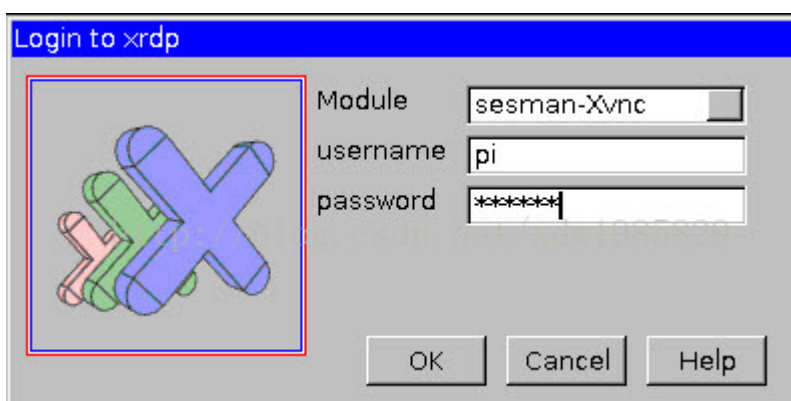 Login to xrdp
Module
sesman-Xvnc
username
pi
password
******
OK
Cancel
Help